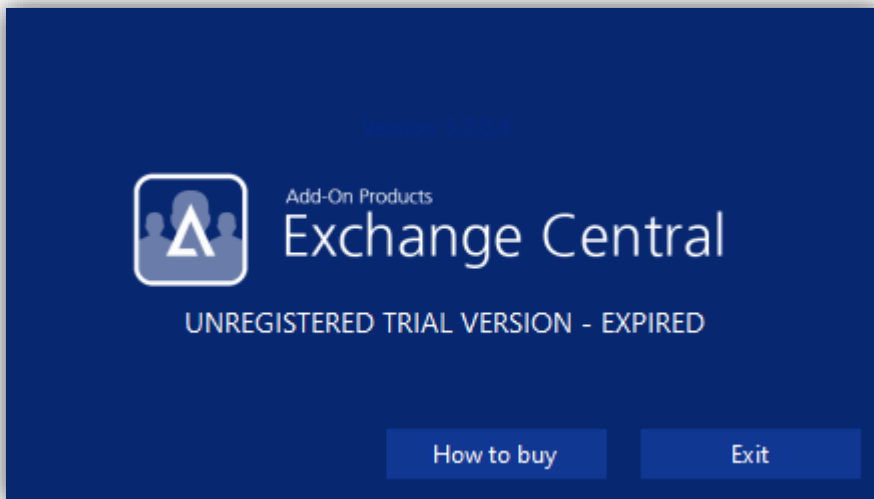 Add-On Products
Exchange Central
UNREGISTERED TRIAL VERSION - EXPIRED
How to buy
Exit